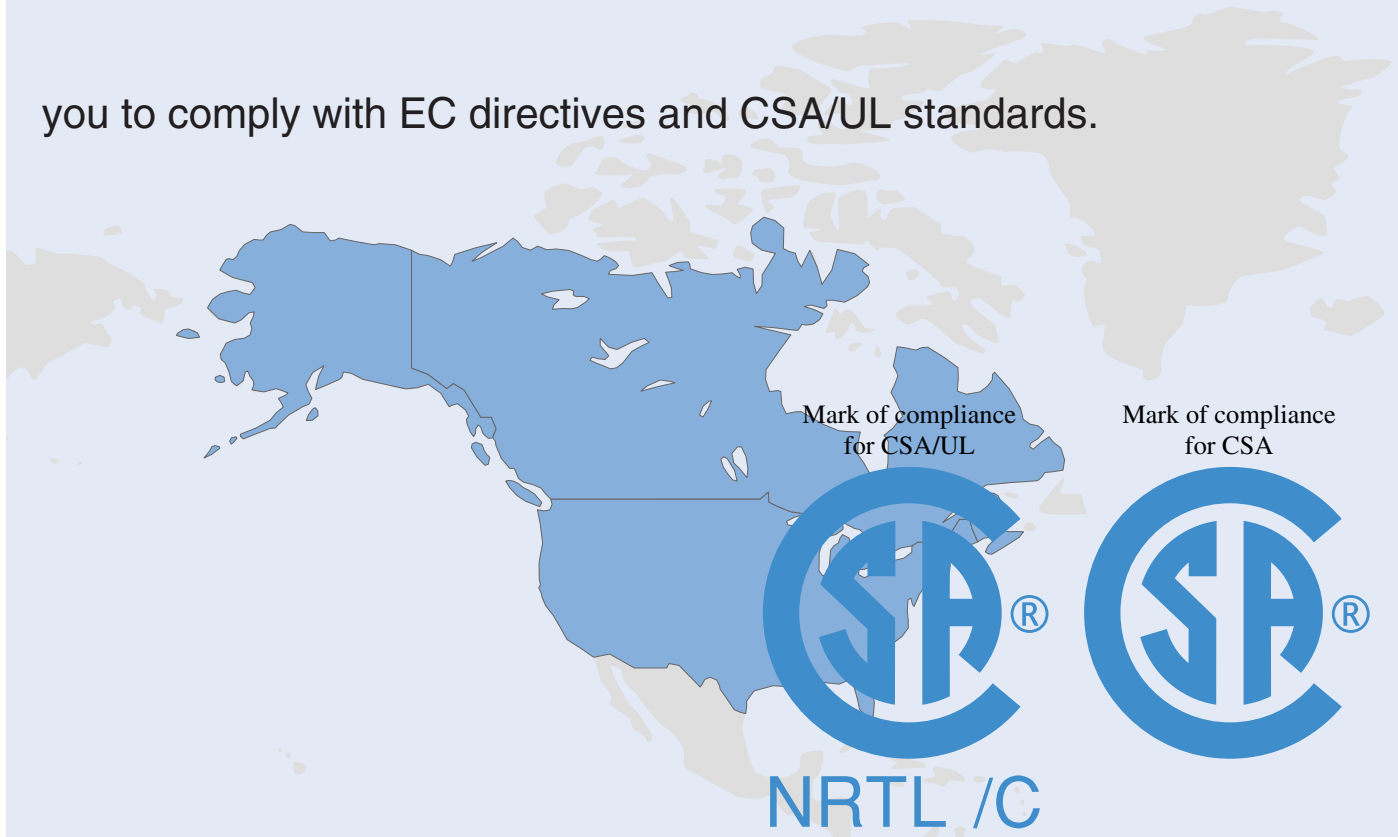 you to comply with EC directives and CSA/UL standards.
Mark of compliance
for CSA/UL
Mark of compliance
for CSA
CSA®
CSA®
NRTL /C